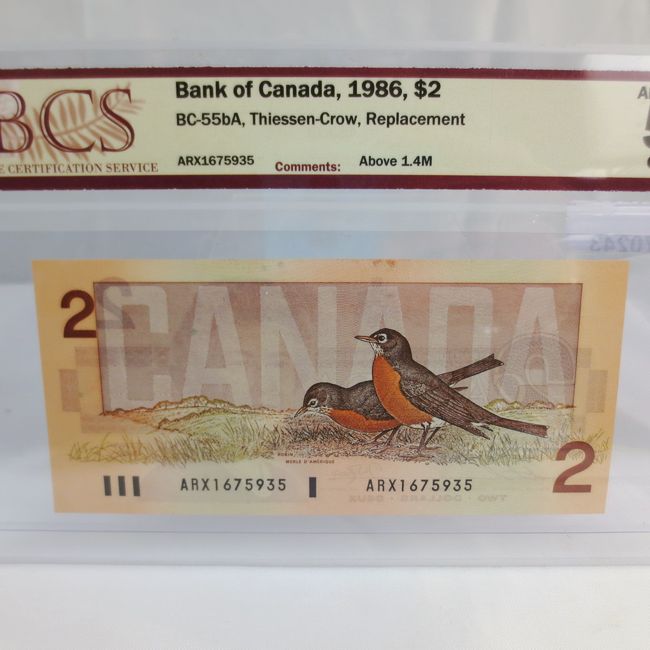 Bank of Canada, 1986, $2
BCS
BC-55bA, Thiessen-Crow, Replacement
CERTIFICATION SERVICE
ARX1675935 Comments: Above 1.4M
2
CANADA
ROBIN
MERLE D'AMÉRIQUE
2
ARX1675935 ARX1675935